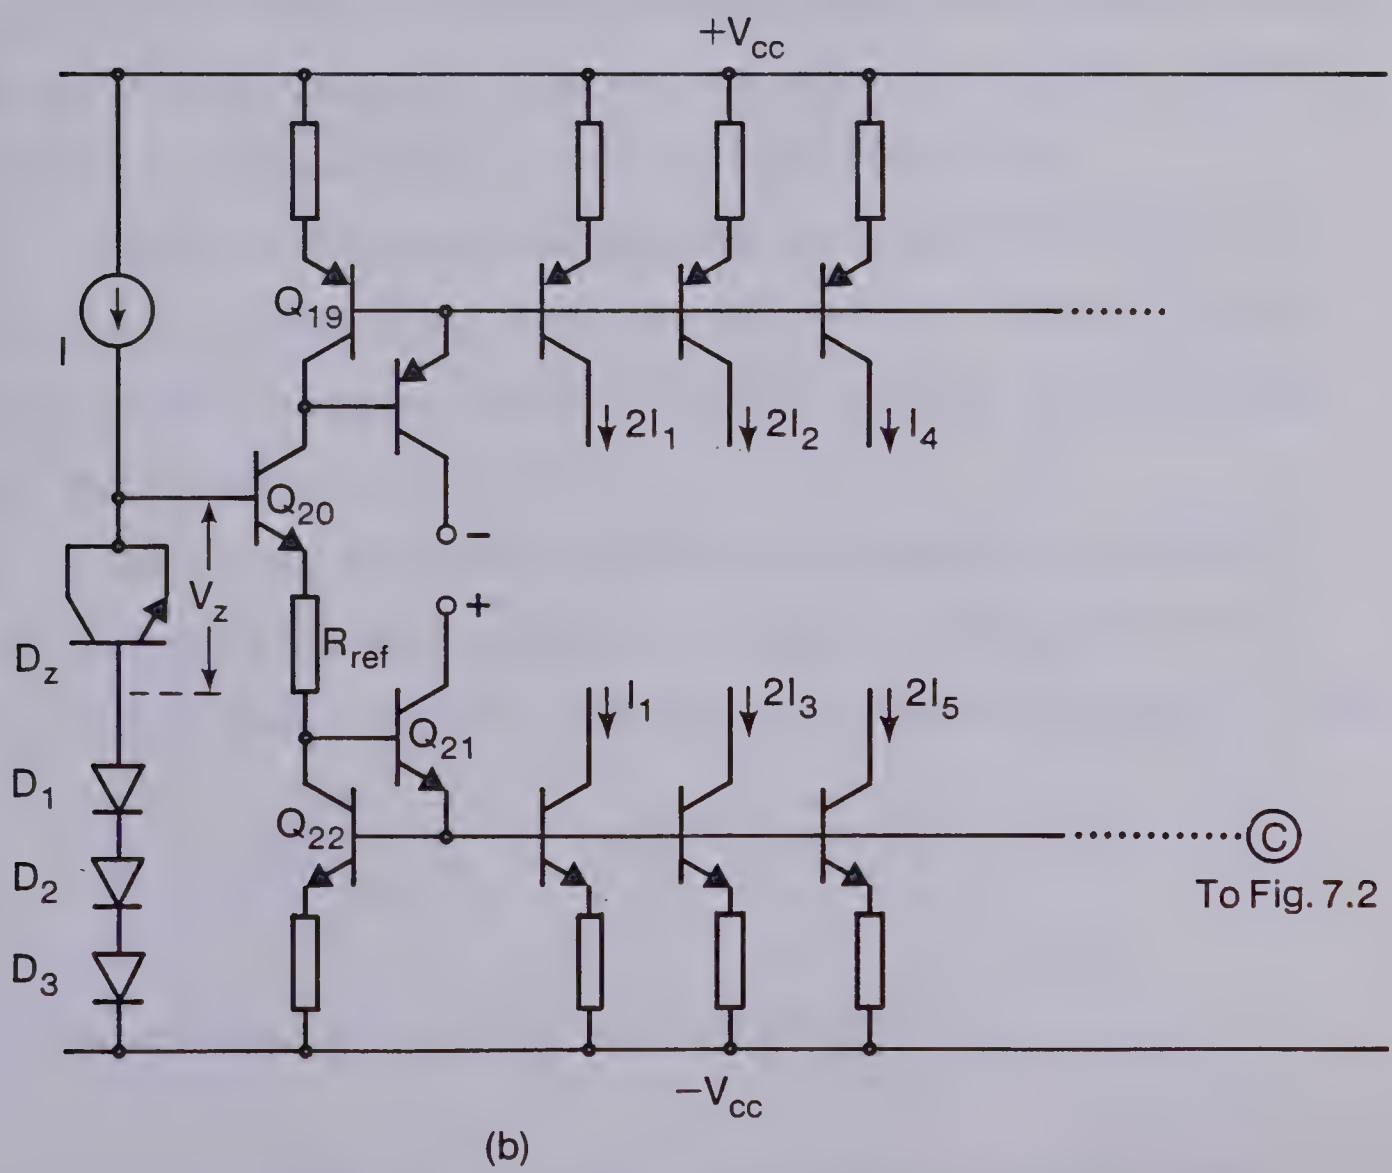 +Vcc
I
Q19
2I1
2I2
I4
Q20
−
Vz
+
Rref
Dz
Q21
I1
2I3
2I5
D1
Q22
C
D2
To Fig. 7.2
D3
−Vcc
(b)